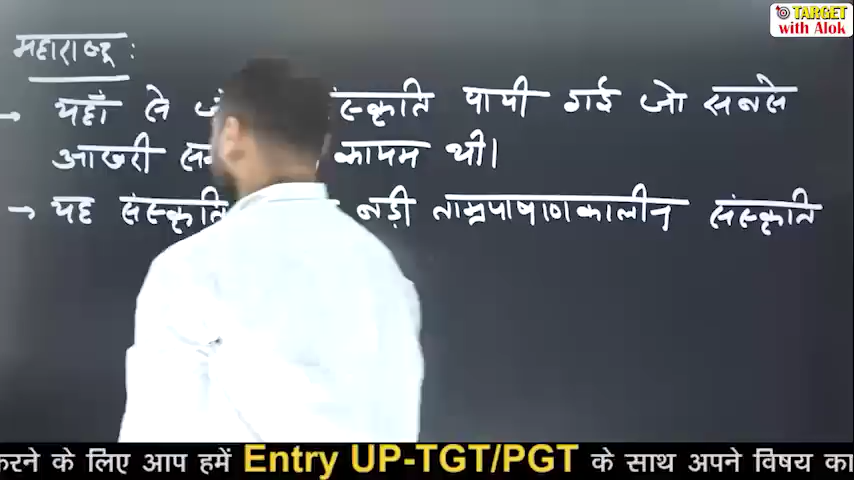 TARGET
with Alok
महाराष्ट्र :
→ यहाँ से संस्कृति पायी गई जो सबसे
आखरी कायम थी।
→ यह संस्कृति बड़ी ताम्रपाषाणकालीन संस्कृति
करने के लिए आप हमें Entry UP-TGT/PGT के साथ अपने विषय का